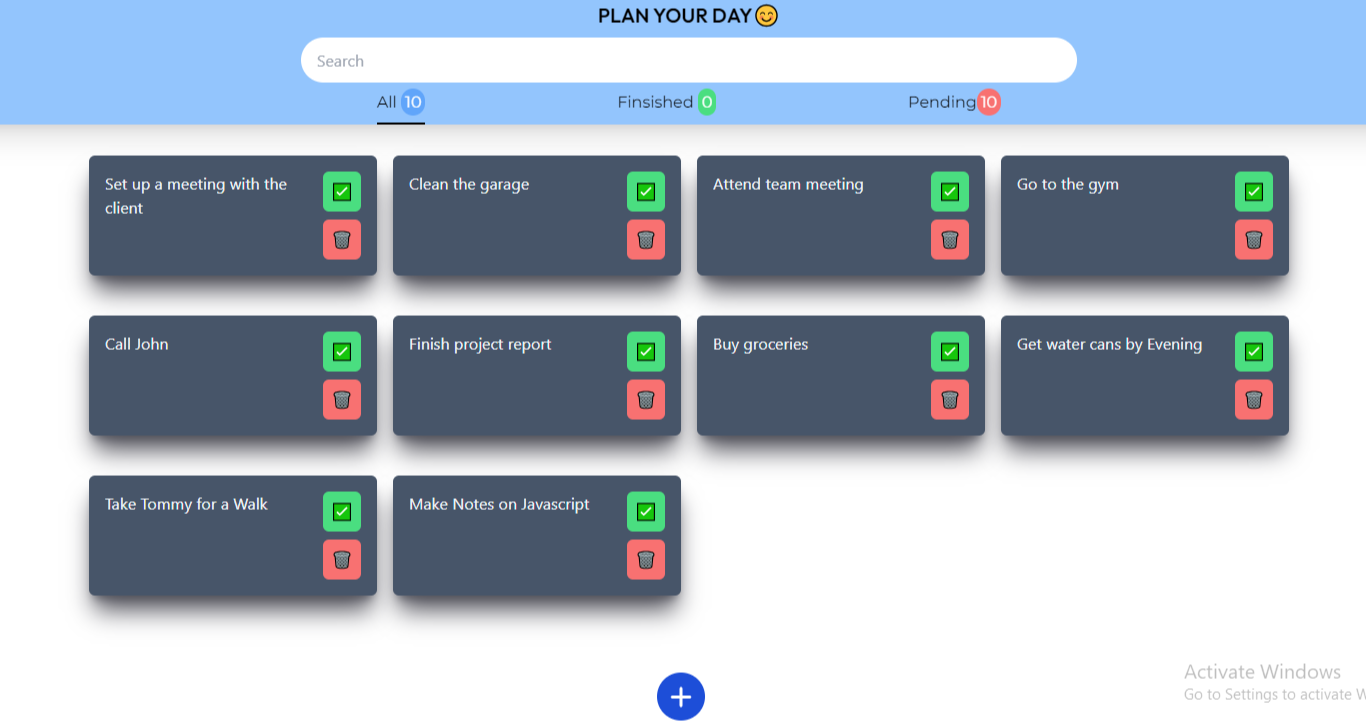 PLAN YOUR DAY😊
Search
All 10
Finsished 0
Pending 10
Set up a meeting with the
client
Clean the garage
Attend team meeting
Go to the gym
Call John
Finish project report
Buy groceries
Get water cans by Evening
Take Tommy for a Walk
Make Notes on Javascript
Activate Windows
Go to Settings to activate W